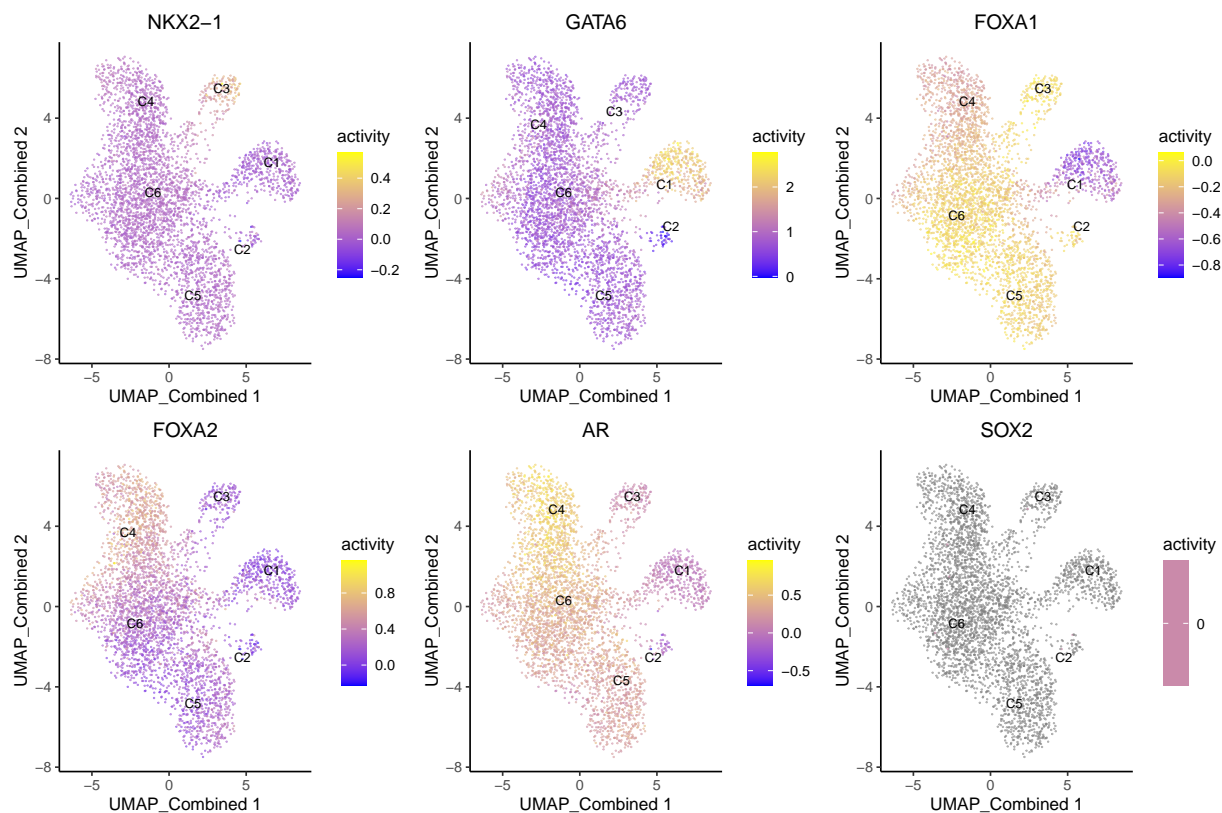 NKX2−1
UMAP_Combined 2
4
0
−4
−8
C3
C4
C1
C6
C2
C5
−5
0
5
UMAP_Combined 1
activity
0.4
0.2
0.0
−0.2
GATA6
UMAP_Combined 2
4
0
−4
−8
C3
C4
C1
C6
C2
C5
−5
0
5
UMAP_Combined 1
activity
2
1
0
FOXA1
UMAP_Combined 2
4
0
−4
−8
C3
C4
C1
C6
C2
C5
−5
0
5
UMAP_Combined 1
activity
0.0
−0.2
−0.4
−0.6
−0.8
FOXA2
UMAP_Combined 2
4
0
−4
−8
C3
C4
C1
C6
C2
C5
−5
0
5
UMAP_Combined 1
activity
0.8
0.4
0.0
AR
UMAP_Combined 2
4
0
−4
−8
C3
C4
C1
C6
C2
C5
−5
0
5
UMAP_Combined 1
activity
0.5
0.0
−0.5
SOX2
UMAP_Combined 2
4
0
−4
−8
C3
C4
C1
C6
C2
C5
−5
0
5
UMAP_Combined 1
activity
0